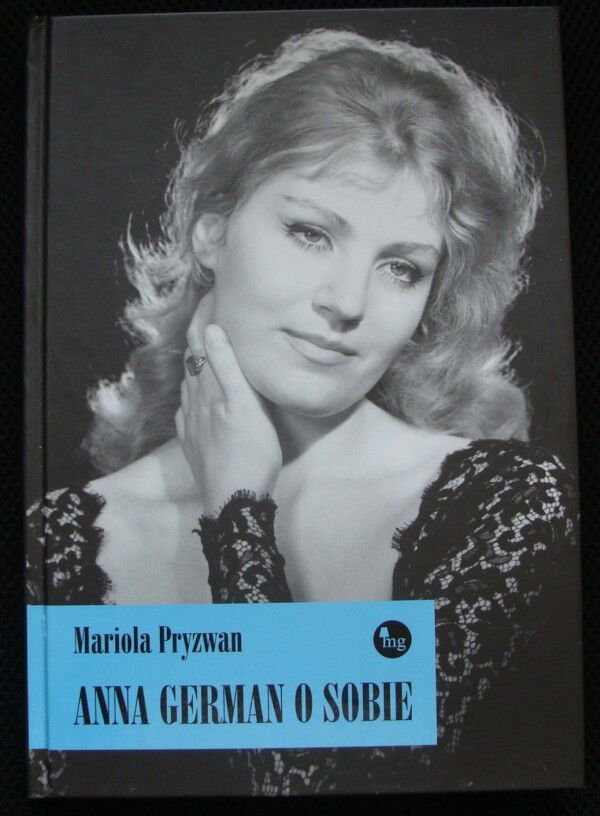 Mariola Pryzwan
mg
ANNA GERMAN O SOBIE